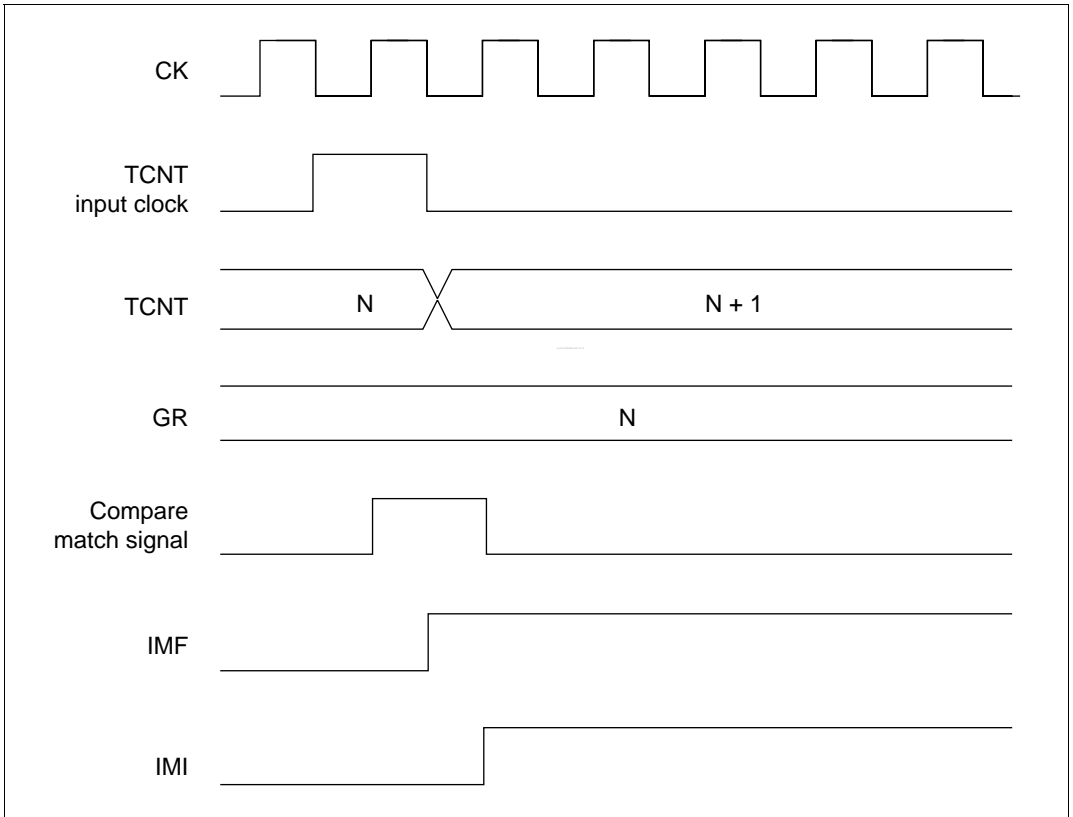 CK
TCNT
input clock
TCNT
N
N + 1
GR
N
Compare
match signal
IMF
IMI